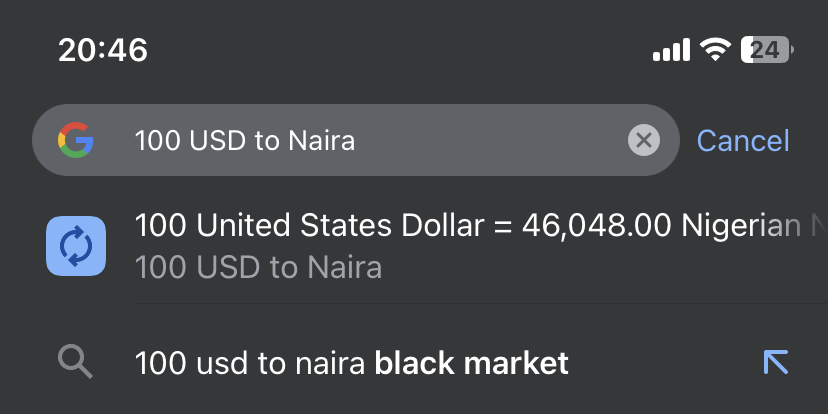 20:46
24
100 USD to Naira
Cancel
100 United States Dollar = 46,048.00 Nigerian N
100 USD to Naira
100 usd to naira black market